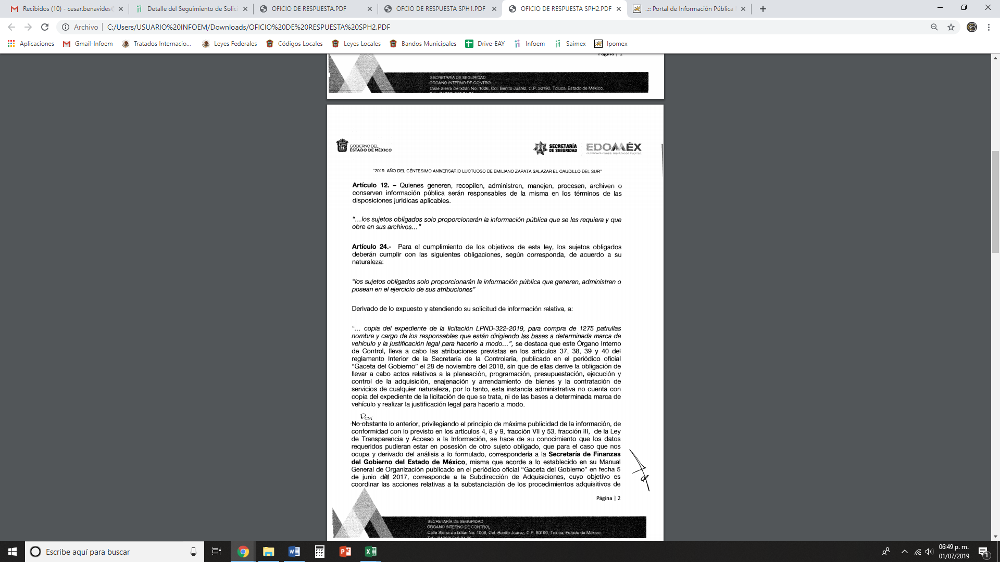 Recibidos (10) - cesar.benavides
Detalle del Seguimiento de Solici
OFICIO DE RESPUESTA.PDF
OFCIO DE RESPUESTA SPH1.PDF
OFICIO DE RESPUESTA SPH2.PDF
..:: Portal de Información Pública
Archivo
C:/Users/USUARIO%20INFOEM/Downloads/OFICIO%20DE%20RESPUESTA%20SPH2.PDF
Aplicaciones
Gmail-Infoem
Tratados Internacio...
Leyes Federales
Códigos Locales
Leyes Locales
Bandos Municipales
Drive-EAY
Infoem
Saimex
Ipomex
Página | 1
SECRETARÍA DE SEGURIDAD
ÓRGANO INTERNO DE CONTROL
Calle Sierra de Ixtlán No. 1006, Col. Benito Juárez, C.P. 50190, Toluca, Estado de México.
GOBIERNO DEL
ESTADO DE MÉXICO
SECRETARÍA
DE SEGURIDAD
EDOMÉX
"2019. AÑO DEL CÉNTESIMO ANIVERSARIO LUCTUOSO DE EMILIANO ZAPATA SALAZAR EL CAUDILLO DEL SUR"
Artículo 12. – Quienes generen, recopilen, administren, manejen, procesen, archiven o
conserven información pública serán responsables de la misma en los términos de las
disposiciones jurídicas aplicables.
"…los sujetos obligados solo proporcionarán la información pública que se les requiera y que
obre en sus archivos…"
Artículo 24.- Para el cumplimiento de los objetivos de esta ley, los sujetos obligados
deberán cumplir con las siguientes obligaciones, según corresponda, de acuerdo a su
naturaleza:
"los sujetos obligados solo proporcionarán la información pública que generen, administren o
posean en el ejercicio de sus atribuciones"
Derivado de lo expuesto y atendiendo su solicitud de información relativa, a:
"… copia del expediente de la licitación LPND-322-2019, para compra de 1275 patrullas
nombre y cargo de los responsables que están dirigiendo las bases a determinada marca de
vehículo y la justificación legal para hacerlo a modo…", se destaca que este Órgano Interno
de Control, lleva a cabo las atribuciones previstas en los artículos 37, 38, 39 y 40 del
reglamento Interior de la Secretaría de la Controlaría, publicado en el periódico oficial
"Gaceta del Gobierno" el 28 de noviembre del 2018, sin que de ellas derive la obligación de
llevar a cabo actos relativos a la planeación, programación, presupuestación, ejecución y
control de la adquisición, enajenación y arrendamiento de bienes y la contratación de
servicios de cualquier naturaleza, por lo tanto, esta instancia administrativa no cuenta con
copia del expediente de la licitación de que se trata, ni de las bases a determinada marca de
vehículo y realizar la justificación legal para hacerlo a modo.
Por
No obstante lo anterior, privilegiando el principio de máxima publicidad de la información, de
conformidad con lo previsto en los artículos 4, 8 y 9, fracción VII y 53, fracción III, de la Ley
de Transparencia y Acceso a la Información, se hace de su conocimiento que los datos
requeridos pudieran estar en posesión de otro sujeto obligado, que para el caso que nos
ocupa y derivado del análisis a lo formulado, correspondería a la Secretaría de Finanzas
del Gobierno del Estado de México, misma que acorde a lo establecido en su Manual
General de Organización publicado en el periódico oficial "Gaceta del Gobierno" en fecha 5
de junio del 2017, corresponde a la Subdirección de Adquisiciones, cuyo objetivo es
coordinar las acciones relativas a la substanciación de los procedimientos adquisitivos de
Página | 2
SECRETARÍA DE SEGURIDAD
ÓRGANO INTERNO DE CONTROL
Calle Sierra de Ixtlán No. 1006, Col. Benito Juárez, C.P. 50190, Toluca, Estado de México.
Escribe aquí para buscar
06:49 p. m.
01/07/2019
1